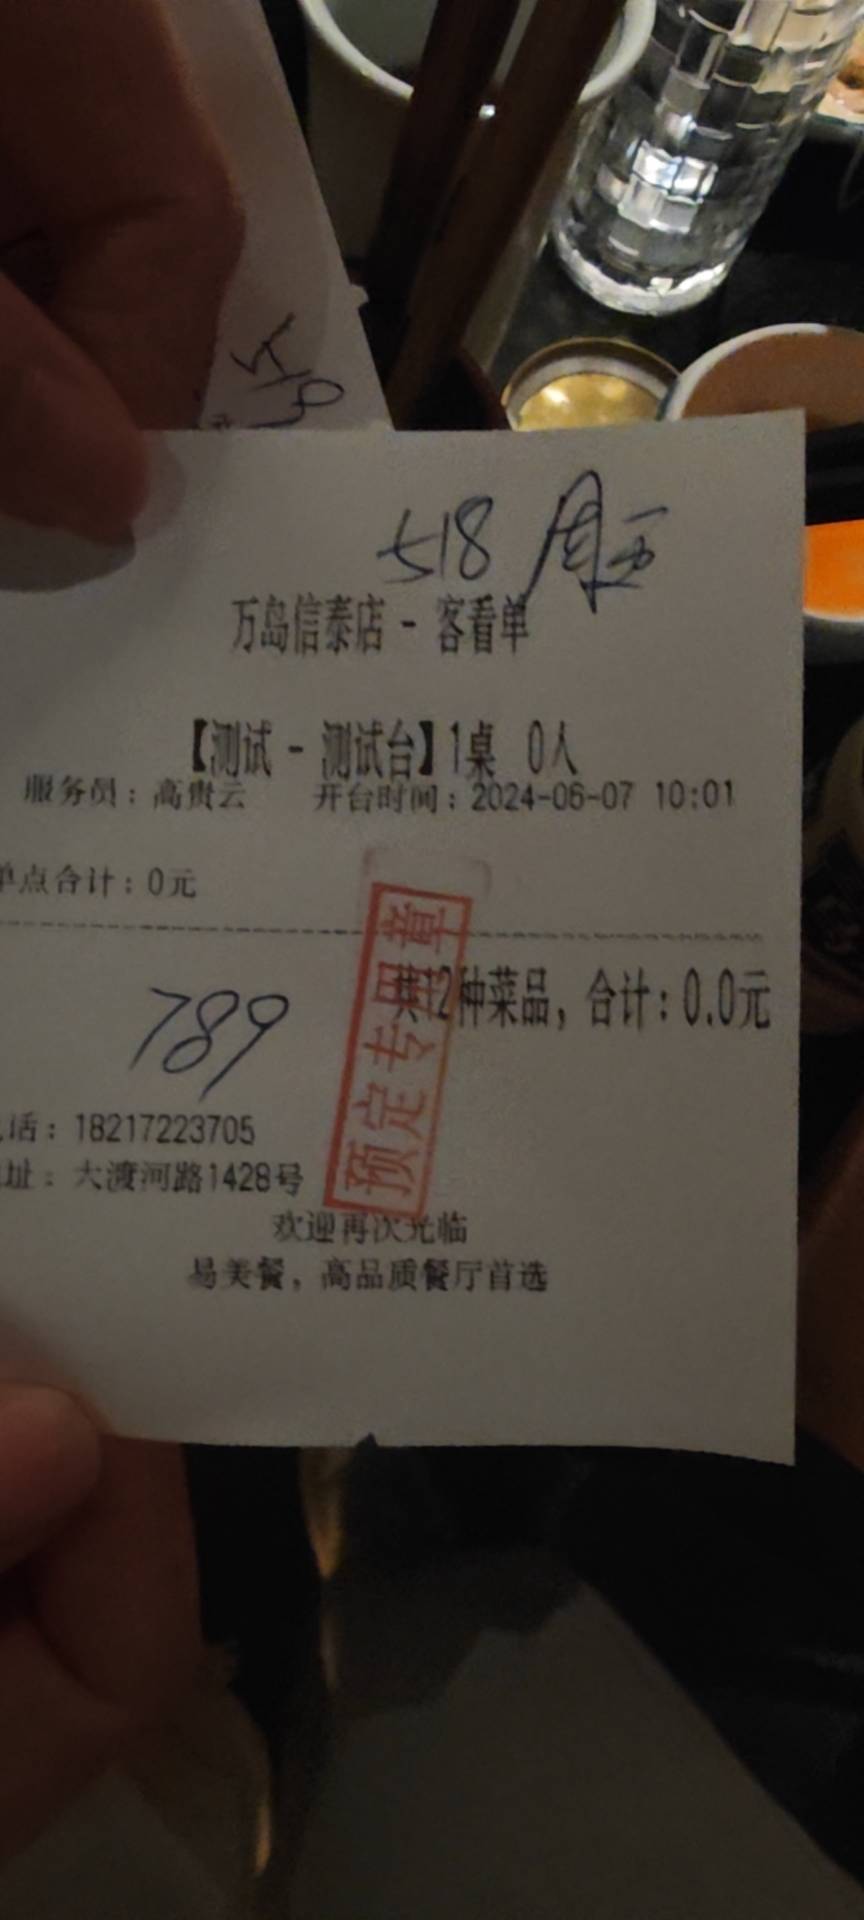 518
万岛信泰店 - 客看单
【测试 - 测试台】1桌 0人
服务员：高贵云 开台时间：2024-06-07 10:01
单点合计：0元
共12种菜品，合计：0.0元
预定专用章
789
话：18217223705
址：大渡河路1428号
欢迎再次光临
易美餐，高品质餐厅首选